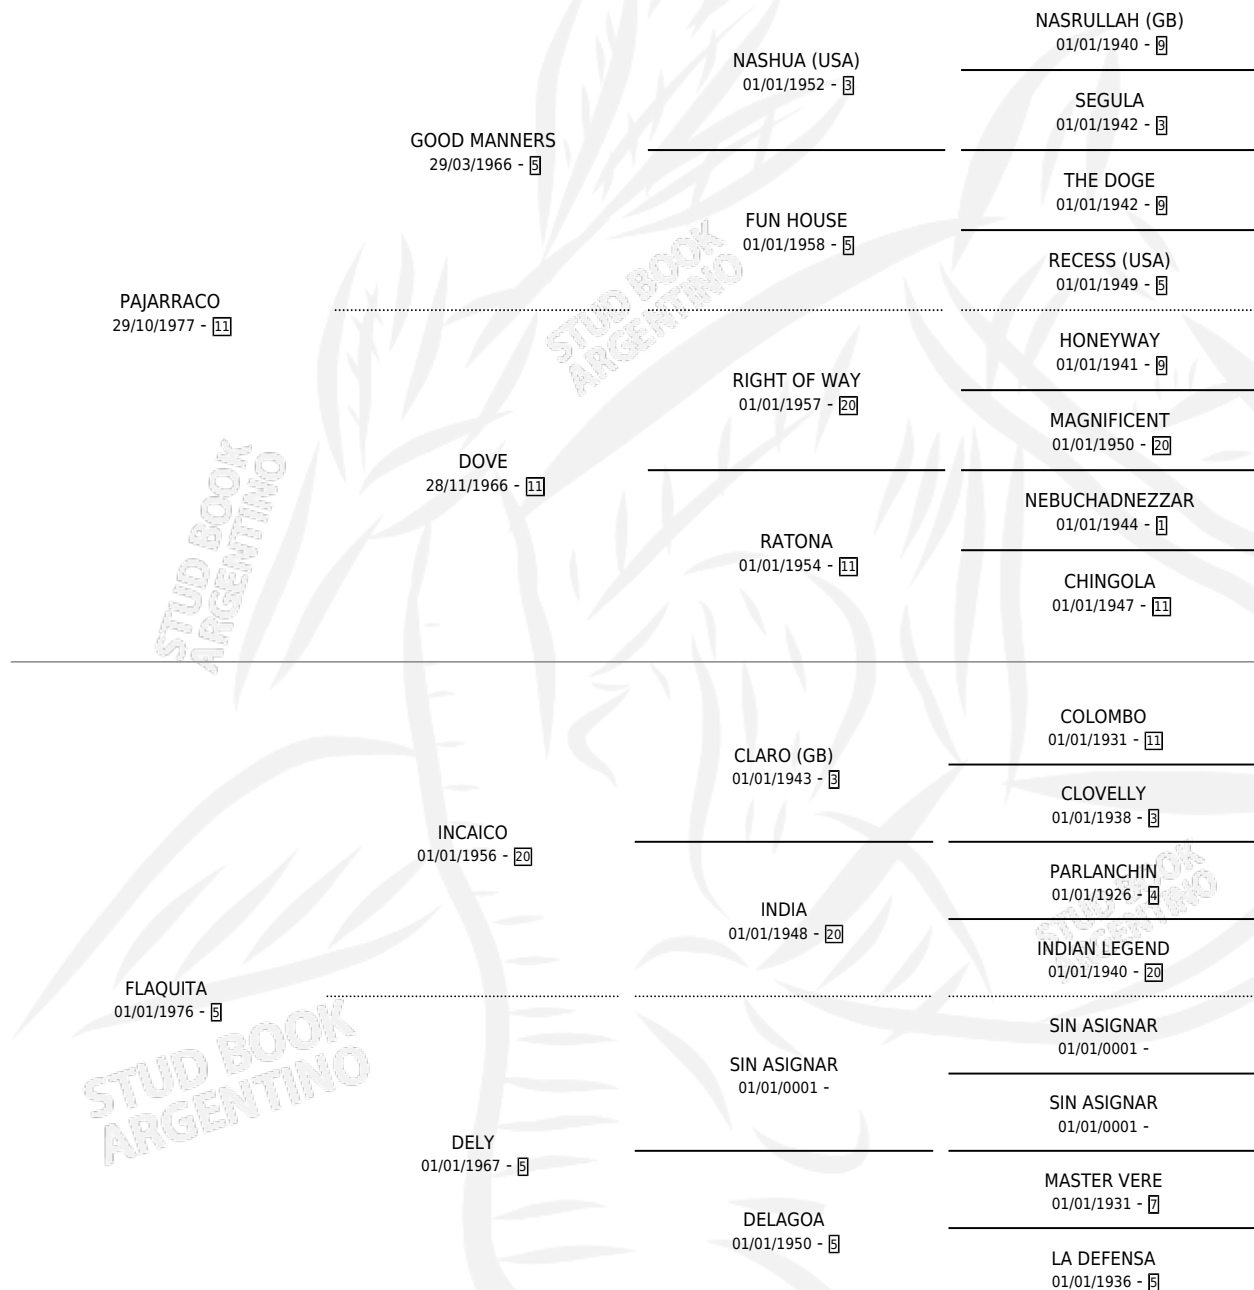 NASRULLAH (GB)
01/01/1940 - 9
NASHUA (USA)
01/01/1952 - 3
SEGULA
01/01/1942 - 3
GOOD MANNERS
29/03/1966 - 5
THE DOGE
01/01/1942 - 9
FUN HOUSE
01/01/1958 - 5
RECESS (USA)
01/01/1949 - 5
PAJARRACO
29/10/1977 - 11
HONEYWAY
01/01/1941 - 9
RIGHT OF WAY
01/01/1957 - 20
MAGNIFICENT
01/01/1950 - 20
DOVE
28/11/1966 - 11
NEBUCHADNEZZAR
01/01/1944 - 1
RATONA
01/01/1954 - 11
CHINGOLA
01/01/1947 - 11
COLOMBO
01/01/1931 - 11
CLARO (GB)
01/01/1943 - 3
CLOVELLY
01/01/1938 - 3
INCAICO
01/01/1956 - 20
PARLANCHIN
01/01/1926 - 4
INDIA
01/01/1948 - 20
INDIAN LEGEND
01/01/1940 - 20
FLAQUITA
01/01/1976 - 5
SIN ASIGNAR
01/01/0001 -
SIN ASIGNAR
01/01/0001 -
SIN ASIGNAR
01/01/0001 -
DELY
01/01/1967 - 5
MASTER VERE
01/01/1931 - 7
DELAGOA
01/01/1950 - 5
LA DEFENSA
01/01/1936 - 5
STUD BOOK
ARGENTINO
STUD BOOK
ARGENTINO
STUD BOOK
ARGENTINO
STUD BOOK
ARGENTINO